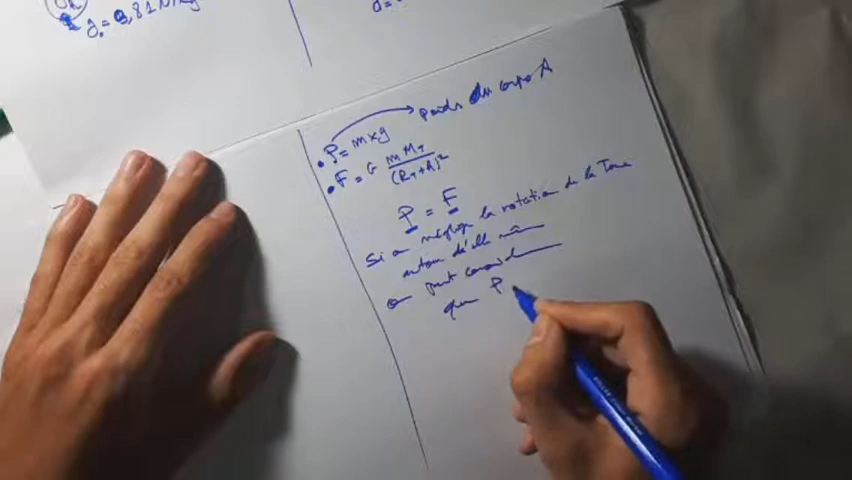 g₀ = 9,81 N/kg
• P = m×g
poids du corps A
• F = G m M_T / (R_T+h)²
P = F
Si on néglige la rotation de la Terre
autour d'elle même
on peut considérer
que P